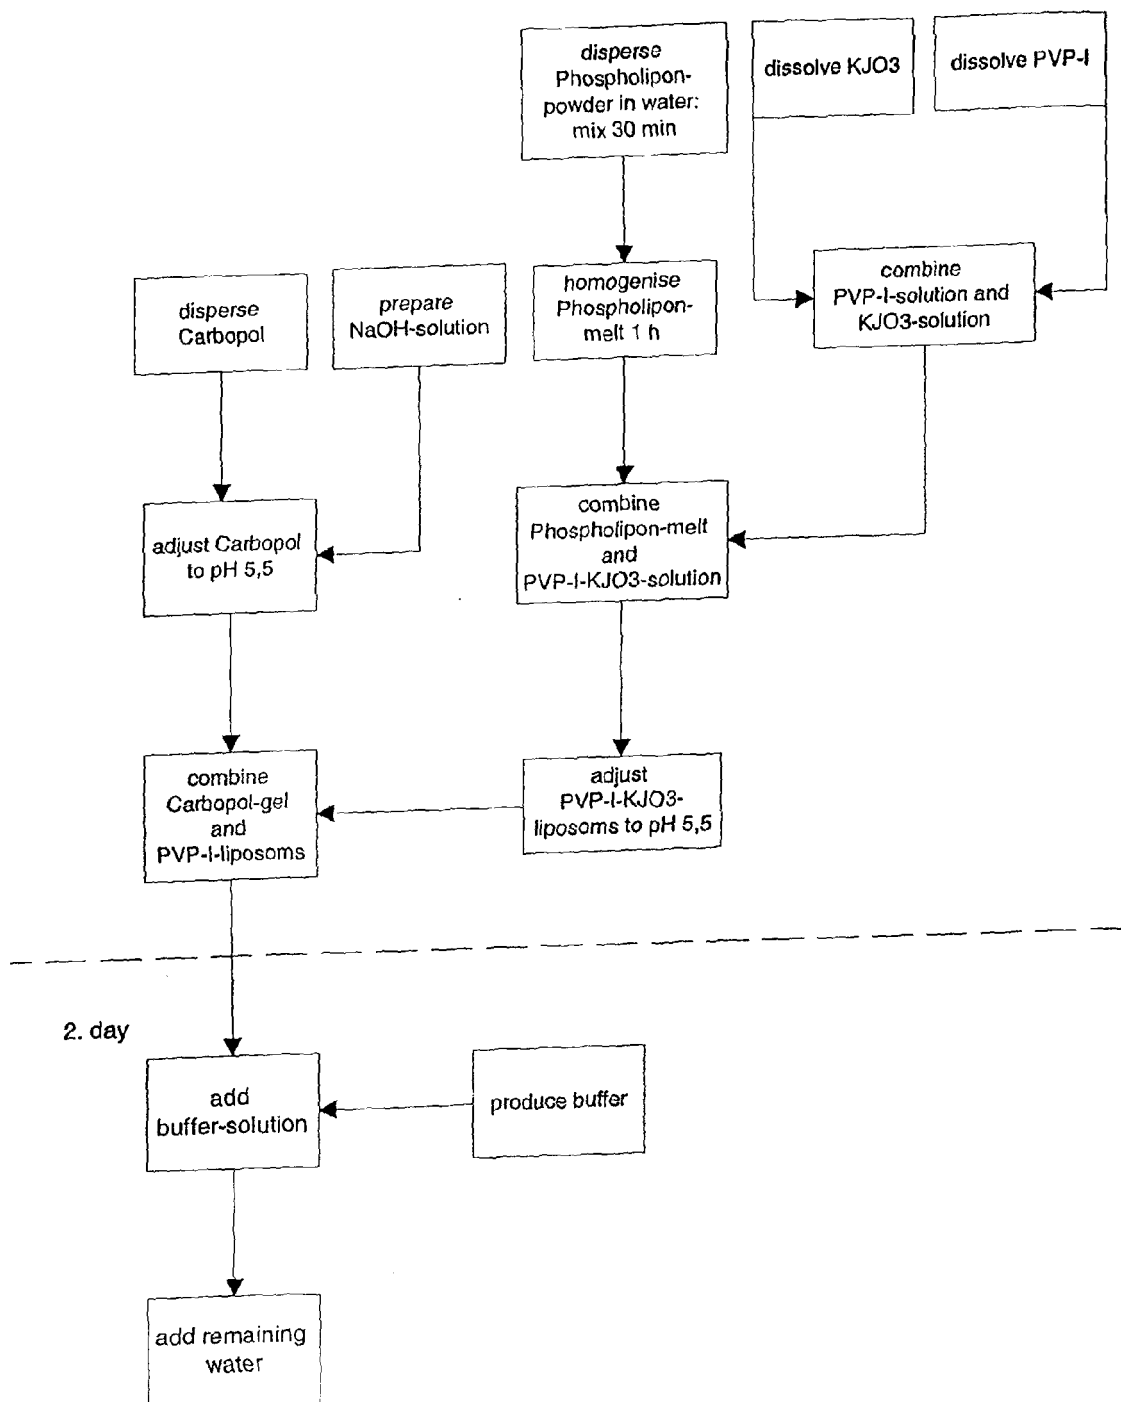 disperse
Phospholipon-
powder in water:
mix 30 min
dissolve KJO3
dissolve PVP-I
disperse
Carbopol
prepare
NaOH-solution
homogenise
Phospholipon-
melt 1 h
combine
PVP-I-solution and
KJO3-solution
adjust Carbopol
to pH 5,5
combine
Phospholipon-melt
and
PVP-I-KJO3-solution
combine
Carbopol-gel
and
PVP-I-liposoms
adjust
PVP-I-KJO3-
liposoms to pH 5,5
2. day
add
buffer-solution
produce buffer
add remaining
water